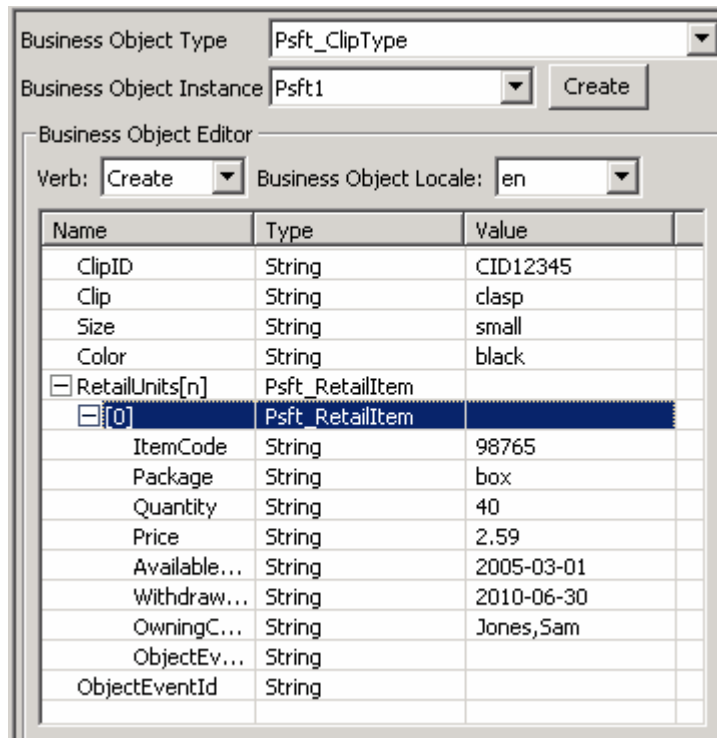 Business Object Type Psft_ClipType
Business Object Instance Psft1 Create
Business Object Editor
Verb: Create Business Object Locale: en
Name Type Value
ClipID String CID12345
Clip String clasp
Size String small
Color String black
RetailUnits[n] Psft_RetailItem
[0] Psft_RetailItem
ItemCode String 98765
Package String box
Quantity String 40
Price String 2.59
Available... String 2005-03-01
Withdraw... String 2010-06-30
OwningC... String Jones,Sam
ObjectEv... String
ObjectEventId String